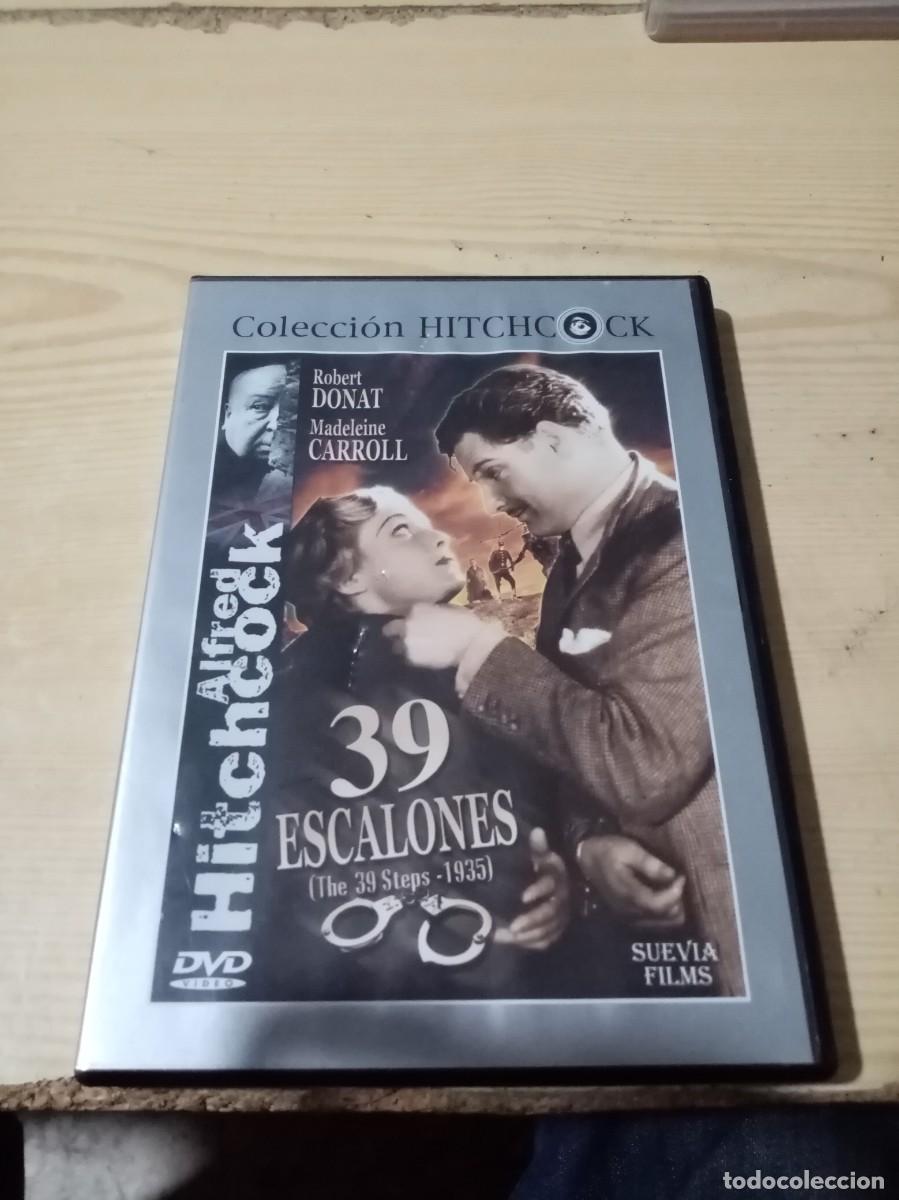 Colección HITCHCOCK
Robert
DONAT
Madeleine
CARROLL
Alfred
Hitchcock
39
ESCALONES
(The 39 Steps -1935)
DVD
VIDEO
SUEVIA
FILMS
todocoleccion